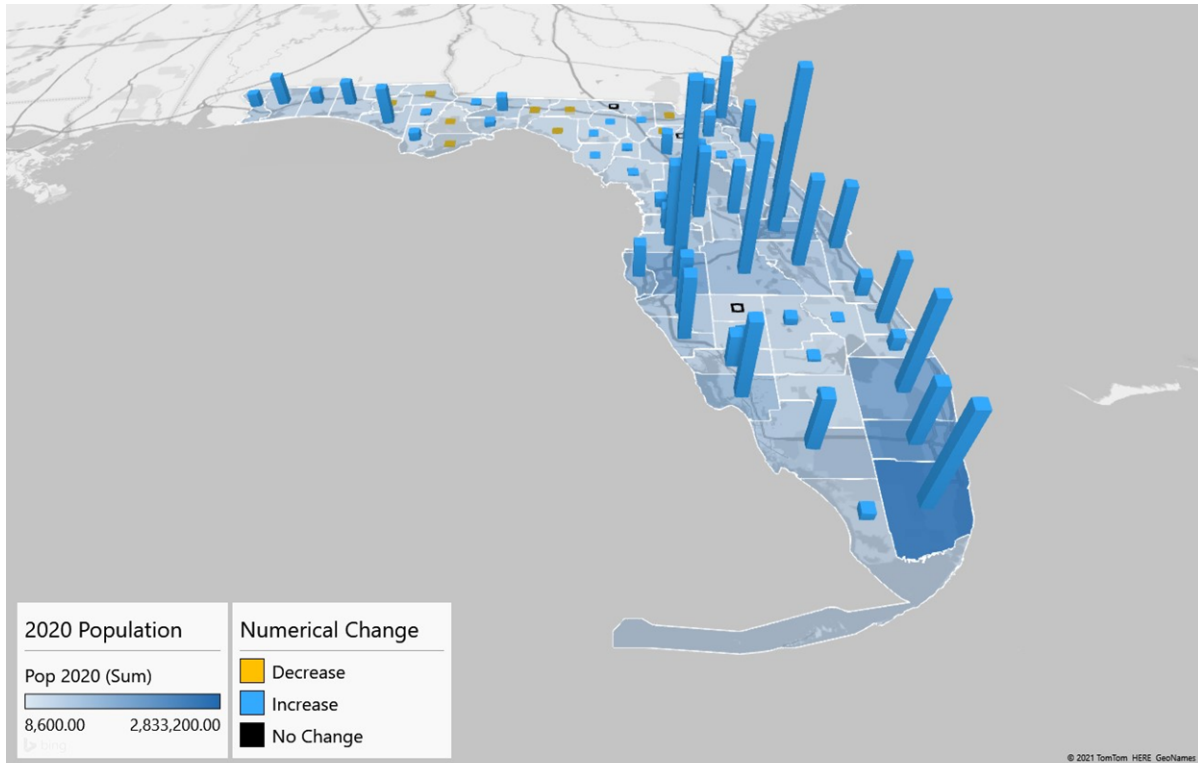 2020 Population
Pop 2020 (Sum)
8,600.00 2,833,200.00
bing
Numerical Change
Decrease
Increase
No Change
© 2021 TomTom HERE GeoNames